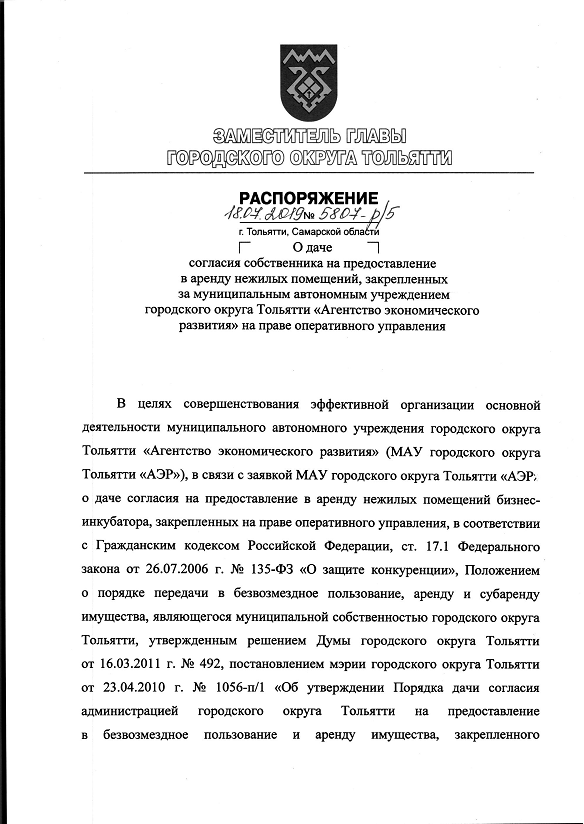 ЗАМЕСТИТЕЛЬ ГЛАВЫ
ГОРОДСКОГО ОКРУГА ТОЛЬЯТТИ
РАСПОРЯЖЕНИЕ
18.07.2019 № 5807-р/5
г. Тольятти, Самарской области
О даче
согласия собственника на предоставление
в аренду нежилых помещений, закрепленных
за муниципальным автономным учреждением
городского округа Тольятти «Агентство экономического
развития» на праве оперативного управления
В целях совершенствования эффективной организации основной
деятельности муниципального автономного учреждения городского округа
Тольятти «Агентство экономического развития» (МАУ городского округа
Тольятти «АЭР»), в связи с заявкой МАУ городского округа Тольятти «АЭР»
о даче согласия на предоставление в аренду нежилых помещений бизнес-
инкубатора, закрепленных на праве оперативного управления, в соответствии
с Гражданским кодексом Российской Федерации, ст. 17.1 Федерального
закона от 26.07.2006 г. № 135-ФЗ «О защите конкуренции», Положением
о порядке передачи в безвозмездное пользование, аренду и субаренду
имущества, являющегося муниципальной собственностью городского округа
Тольятти, утвержденным решением Думы городского округа Тольятти
от 16.03.2011 г. № 492, постановлением мэрии городского округа Тольятти
от 23.04.2010 г. № 1056-п/1 «Об утверждении Порядка дачи согласия
администрацией городского округа Тольятти на предоставление
в безвозмездное пользование и аренду имущества, закрепленного